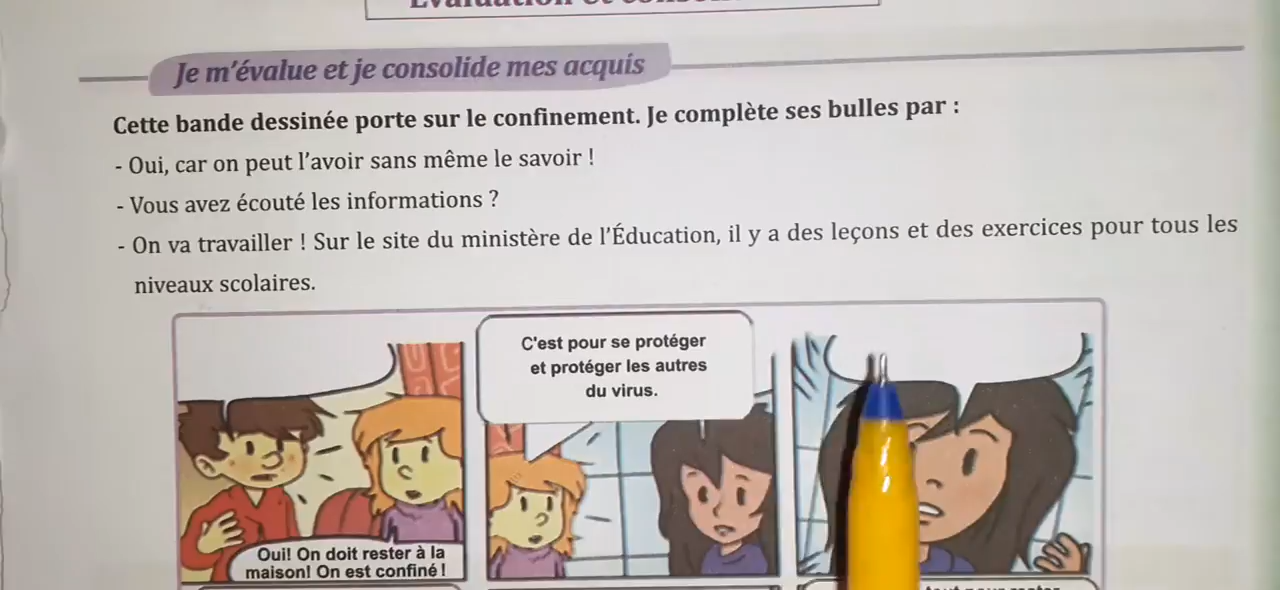 Je m'évalue et je consolide mes acquis
Cette bande dessinée porte sur le confinement. Je complète ses bulles par :
- Oui, car on peut l'avoir sans même le savoir !
- Vous avez écouté les informations ?
- On va travailler ! Sur le site du ministère de l'Éducation, il y a des leçons et des exercices pour tous les
niveaux scolaires.
C'est pour se protéger
et protéger les autres
du virus.
Oui! On doit rester à la
maison! On est confiné !